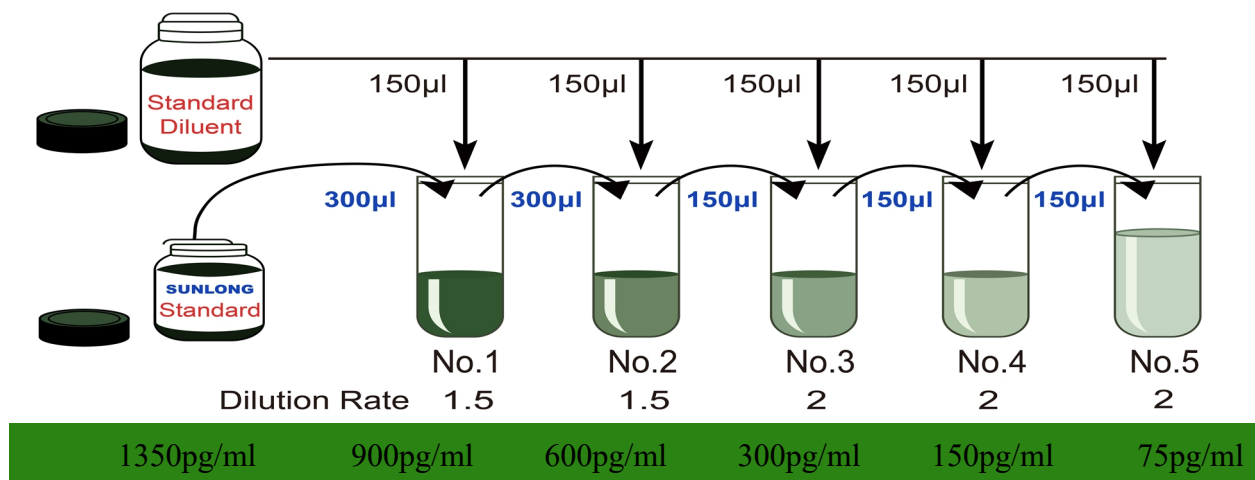 150µl 150µl 150µl 150µl 150µl
Standard
Diluent
300µl 300µl 150µl 150µl 150µl
SUNLONG
Standard
No.1 No.2 No.3 No.4 No.5
Dilution Rate 1.5 1.5 2 2 2
1350pg/ml 900pg/ml 600pg/ml 300pg/ml 150pg/ml 75pg/ml